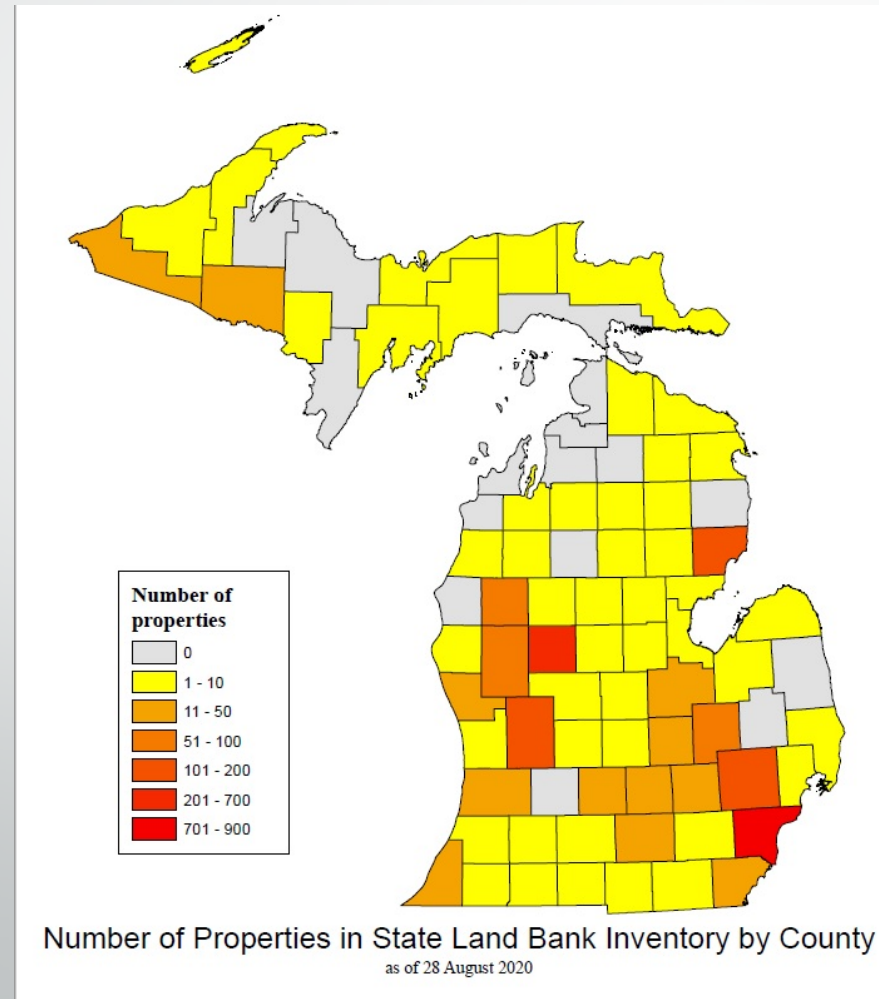 Number of
properties
0
1 - 10
11 - 50
51 - 100
101 - 200
201 - 700
701 - 900
Number of Properties in State Land Bank Inventory by County
as of 28 August 2020